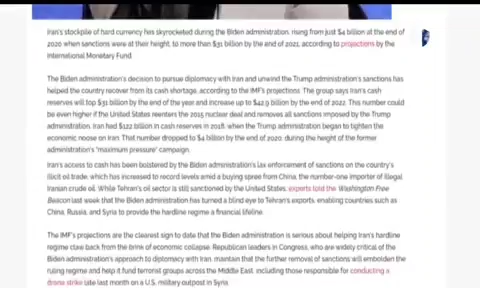 Iran's stockpile of hard currency has skyrocketed during the Biden administration, rising from just $4 billion at the end of
2020 when sanctions were at their height, to more than $31 billion by the end of 2021, according to projections by the
International Monetary Fund.
The Biden administration's decision to pursue diplomacy with Iran and unwind the Trump administration's sanctions has
helped the country recover from its cash shortage, according to the IMF's projections. The group says Iran's cash
reserves will top $31 billion by the end of the year and increase up to $42.9 billion by the end of 2022. This number could
be even higher if the United States reenters the 2015 nuclear deal and removes all sanctions imposed by the Trump
administration. Iran had $122 billion in cash reserves in 2018, when the Trump administration began to tighten the
economic noose on Iran. That number dropped to $4 billion by the end of 2020, during the height of the former
administration's "maximum pressure" campaign.
Iran's access to cash has been bolstered by the Biden administration's lax enforcement of sanctions on the country's
illicit oil trade, which has increased to record levels amid a buying spree from China, the number-one importer of illegal
Iranian crude oil. While Tehran's oil sector is still sanctioned by the United States, experts told the Washington Free
Beacon last week that the Biden administration has turned a blind eye to Tehran's exports, enabling countries such as
China, Russia, and Syria to provide the hardline regime a financial lifeline.
The IMF's projections are the clearest sign to date that the Biden administration is serious about helping Iran's hardline
regime claw back from the brink of economic collapse. Republican leaders in Congress, who are widely critical of the
Biden administration's approach to diplomacy with Iran, maintain that the further removal of sanctions will embolden the
ruling regime and help it fund terrorist groups across the Middle East, including those responsible for conducting a
drone strike late last month on a U.S. military outpost in Syria.